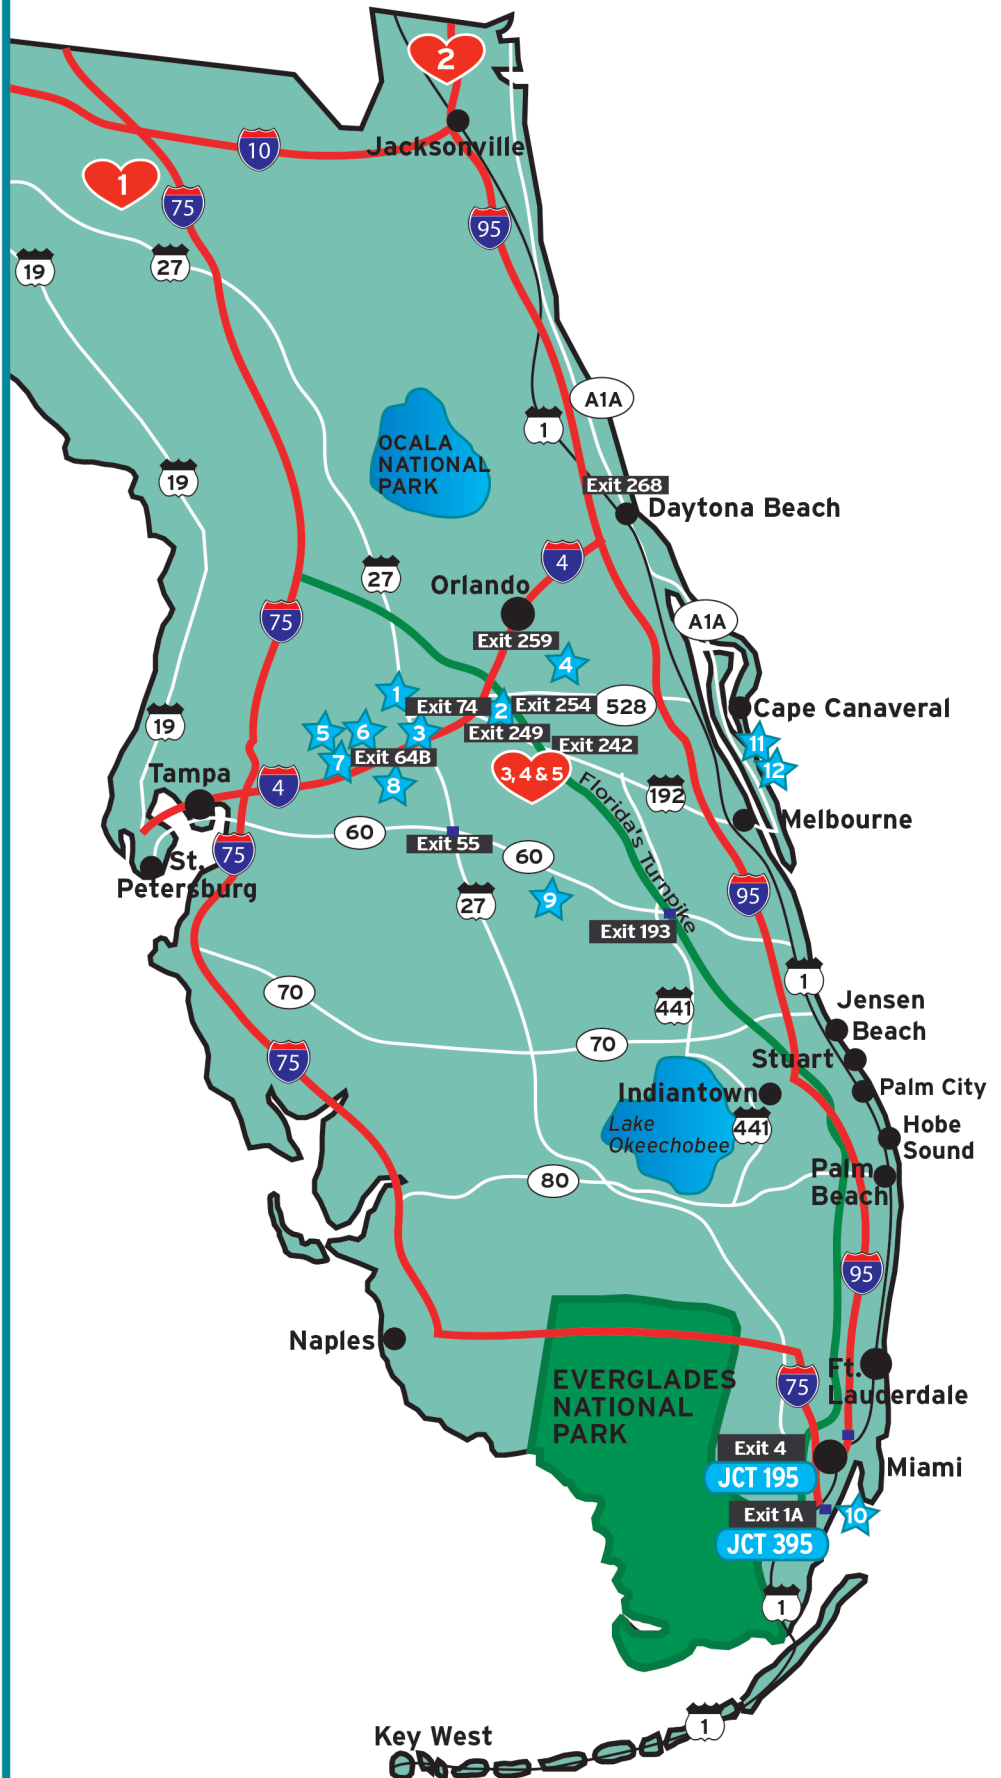 2
Jacksonville
10
1
75
95
27
19
A1A
1
OCALA
NATIONAL
PARK
19
Exit 268
Daytona Beach
4
27
Orlando
75
A1A
Exit 259
4
1
Exit 74
2
Exit 254
528
Cape Canaveral
19
5
6
3
Exit 249
Exit 242
11
7
Exit 64B
12
Tampa
3, 4 & 5
4
8
192
Florida's Turnpike
60
Melbourne
Exit 55
60
75
St.
Petersburg
95
27
9
Exit 193
1
70
441
Jensen
Beach
70
75
Stuart
Palm City
Indiantown
Lake
Okeechobee
441
Hobe
Sound
80
Palm
Beach
95
Naples
EVERGLADES
NATIONAL
PARK
75
Ft.
Lauderdale
Exit 4
JCT 195
Miami
Exit 1A
JCT 395
10
1
1
Key West